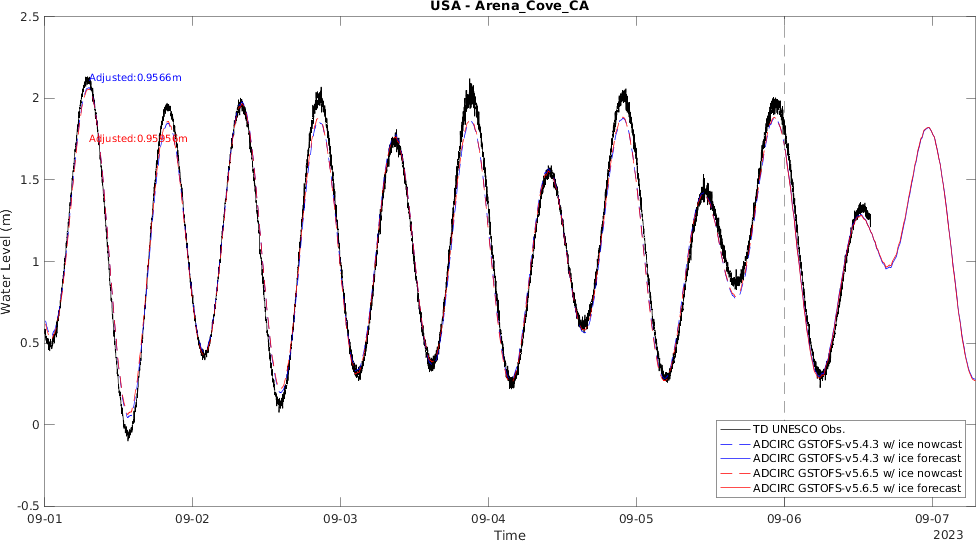 USA - Arena_Cove_CA
2.5
2
1.5
1
0.5
0
-0.5
Water Level (m)
Adjusted:0.9566m
Adjusted:0.95956m
TD UNESCO Obs.
ADCIRC GSTOFS-v5.4.3 w/ ice nowcast
ADCIRC GSTOFS-v5.4.3 w/ ice forecast
ADCIRC GSTOFS-v5.6.5 w/ ice nowcast
ADCIRC GSTOFS-v5.6.5 w/ ice forecast
09-01 09-02 09-03 09-04 09-05 09-06 09-07
Time
2023